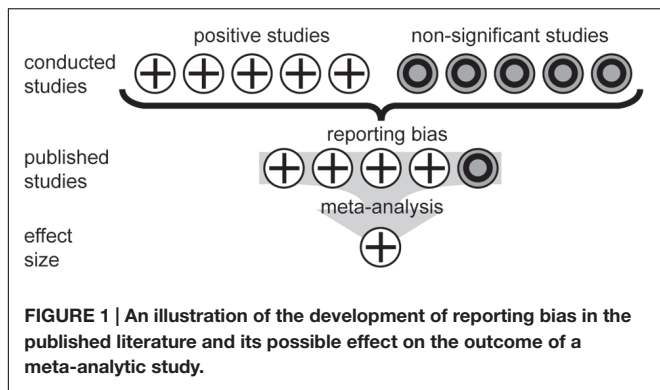 positive studies non-significant studies
conducted
studies
reporting bias
published
studies
meta-analysis
effect
size
FIGURE 1 | An illustration of the development of reporting bias in the
published literature and its possible effect on the outcome of a
meta-analytic study.